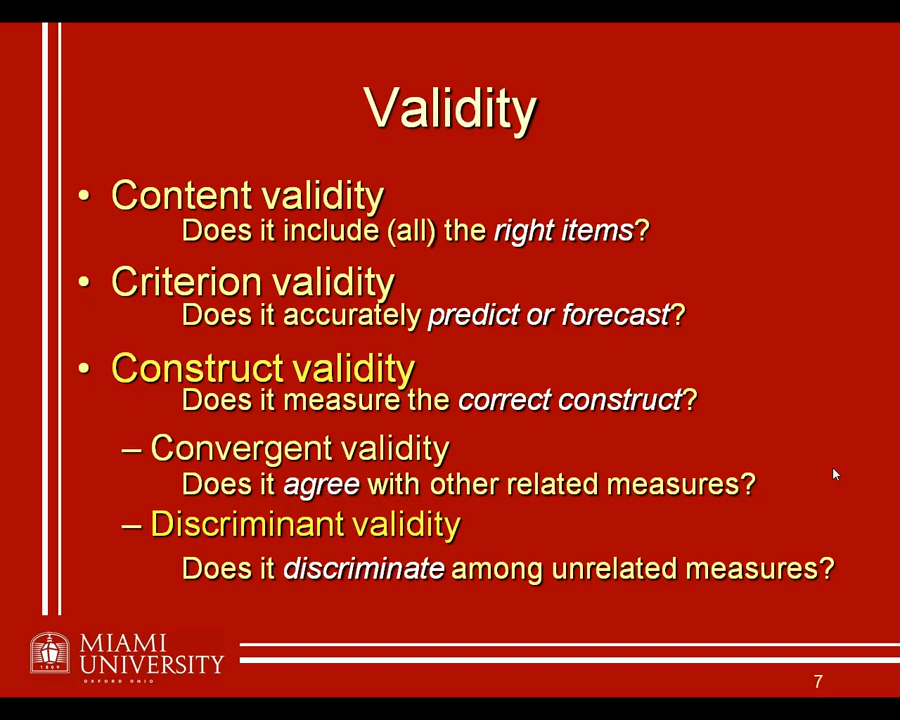 Validity
• Content validity
Does it include (all) the right items?
• Criterion validity
Does it accurately predict or forecast?
• Construct validity
Does it measure the correct construct?
– Convergent validity
Does it agree with other related measures?
– Discriminant validity
Does it discriminate among unrelated measures?
MIAMI
UNIVERSITY
OXFORD OHIO
1809
7